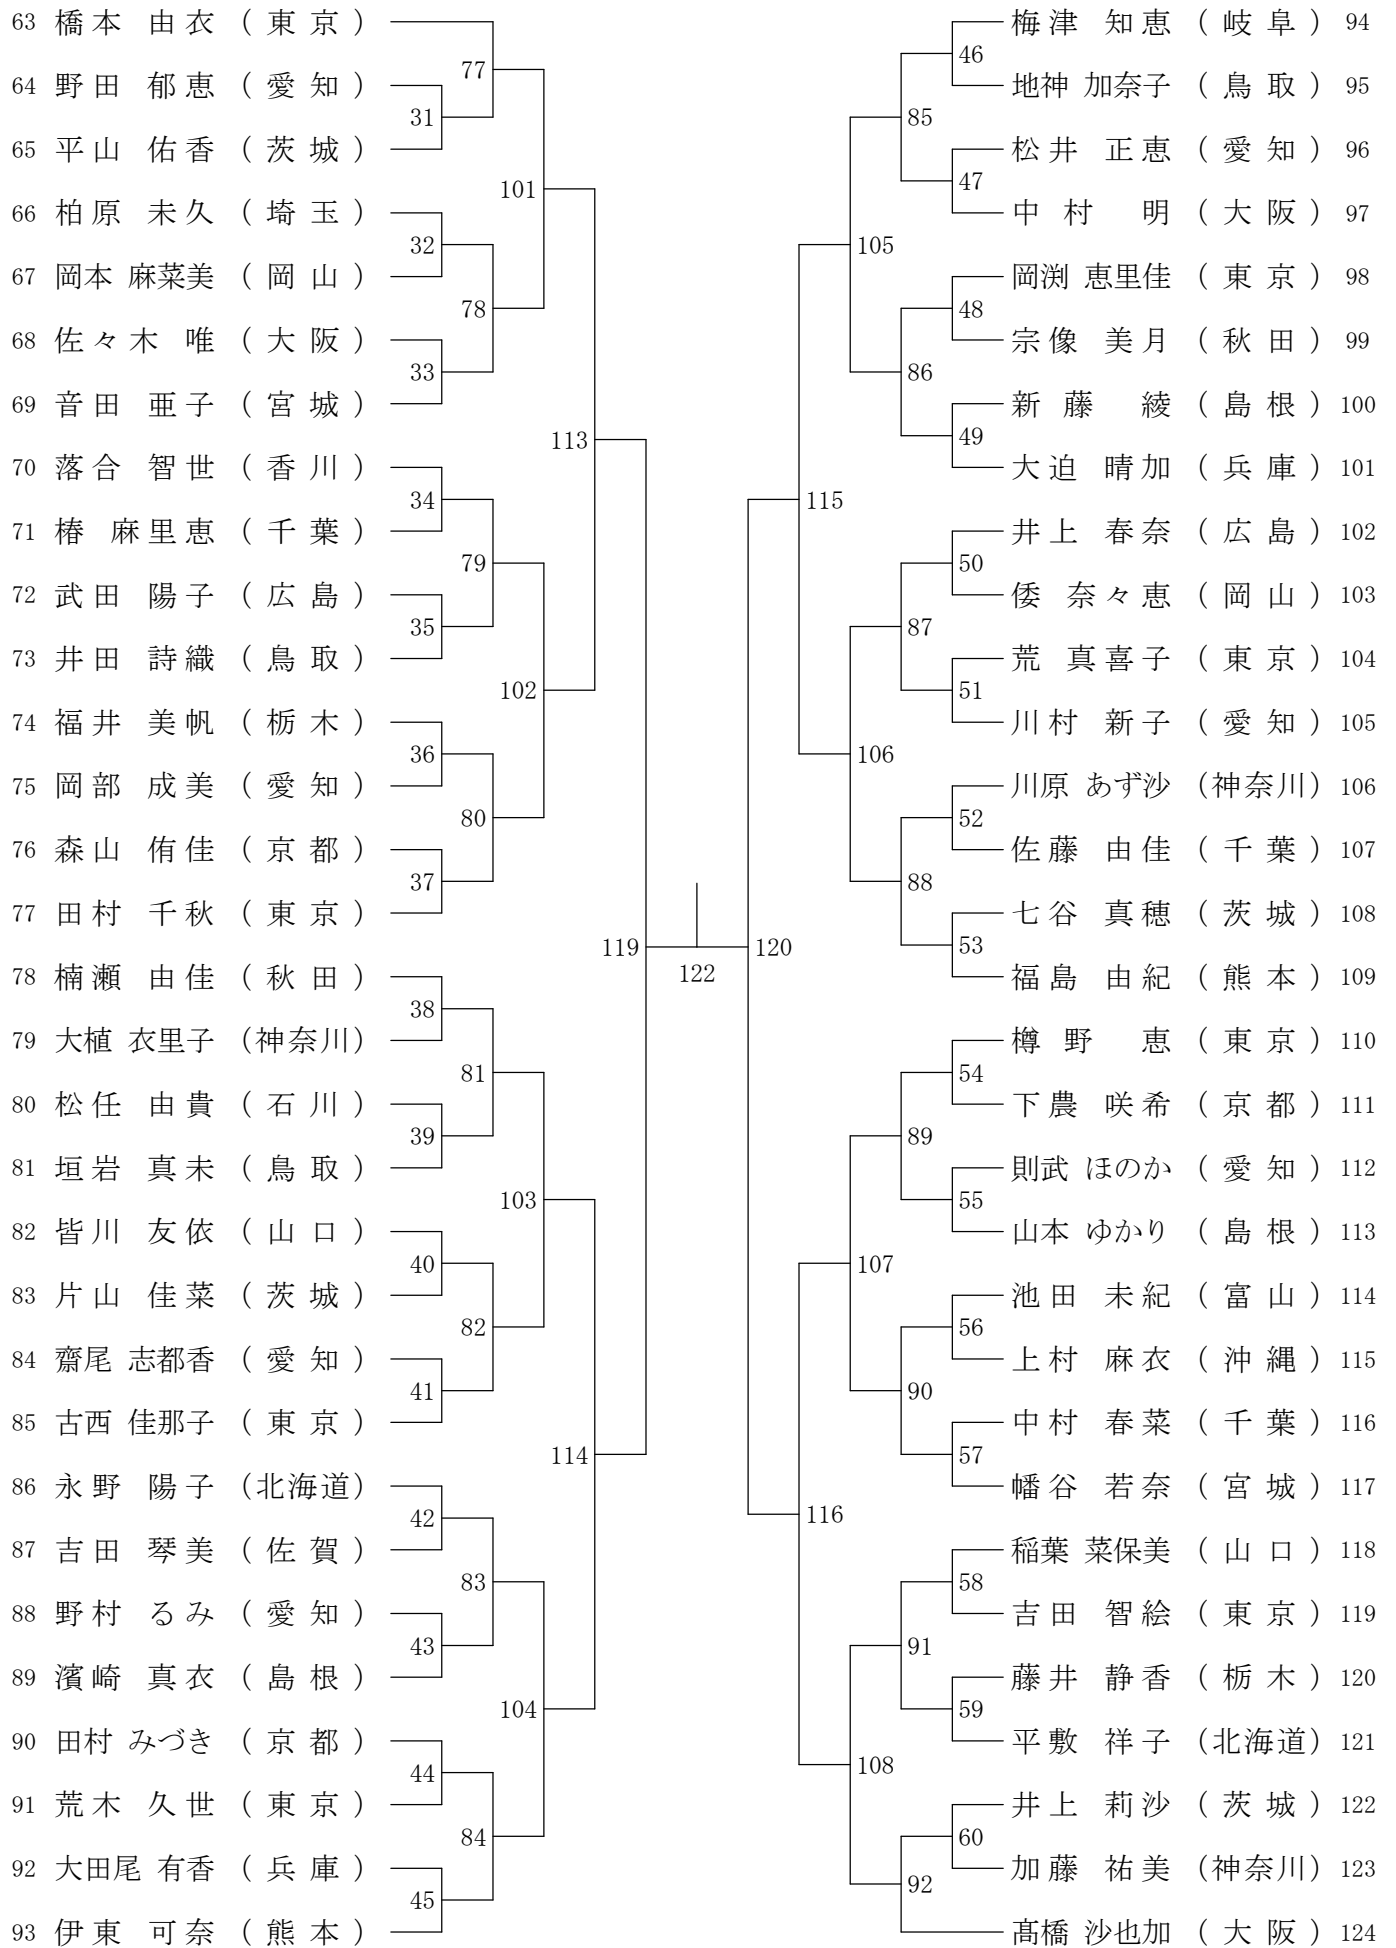 63 橋本 由衣 (東京)
77
64 野田 郁恵 (愛知)
31
65 平山 佑香 (茨城)
101
66 柏原 未久 (埼玉)
32
67 岡本 麻菜美 (岡山)
78
68 佐々木 唯 (大阪)
33
69 音田 亜子 (宮城)
113
70 落合 智世 (香川)
34
71 椿 麻里恵 (千葉)
79
72 武田 陽子 (広島)
35
73 井田 詩織 (鳥取)
102
74 福井 美帆 (栃木)
36
75 岡部 成美 (愛知)
80
76 森山 侑佳 (京都)
37
77 田村 千秋 (東京)
119
78 楠瀬 由佳 (秋田)
38
79 大植 衣里子 (神奈川)
81
80 松任 由貴 (石川)
39
81 垣岩 真未 (鳥取)
103
82 皆川 友依 (山口)
40
83 片山 佳菜 (茨城)
82
84 齋尾 志都香 (愛知)
41
85 古西 佳那子 (東京)
114
86 永野 陽子 (北海道)
42
87 吉田 琴美 (佐賀)
83
88 野村 るみ (愛知)
43
89 濱崎 真衣 (島根)
104
90 田村 みづき (京都)
44
91 荒木 久世 (東京)
84
92 大田尾 有香 (兵庫)
45
93 伊東 可奈 (熊本)
122
梅津 知恵 (岐阜) 94
46
地神 加奈子 (鳥取) 95
85
松井 正恵 (愛知) 96
47
中村 明 (大阪) 97
105
岡渕 恵里佳 (東京) 98
48
宗像 美月 (秋田) 99
86
新藤 綾 (島根) 100
49
大迫 晴加 (兵庫) 101
115
井上 春奈 (広島) 102
50
倭 奈々恵 (岡山) 103
87
荒 真喜子 (東京) 104
51
川村 新子 (愛知) 105
106
川原 あず沙 (神奈川) 106
52
佐藤 由佳 (千葉) 107
88
七谷 真穂 (茨城) 108
53
福島 由紀 (熊本) 109
120
樽野 恵 (東京) 110
54
下農 咲希 (京都) 111
89
則武 ほのか (愛知) 112
55
山本 ゆかり (島根) 113
107
池田 未紀 (富山) 114
56
上村 麻衣 (沖縄) 115
90
中村 春菜 (千葉) 116
57
幡谷 若奈 (宮城) 117
116
稲葉 菜保美 (山口) 118
58
吉田 智絵 (東京) 119
91
藤井 静香 (栃木) 120
59
平敷 祥子 (北海道) 121
108
井上 莉沙 (茨城) 122
60
加藤 祐美 (神奈川) 123
92
髙橋 沙也加 (大阪) 124